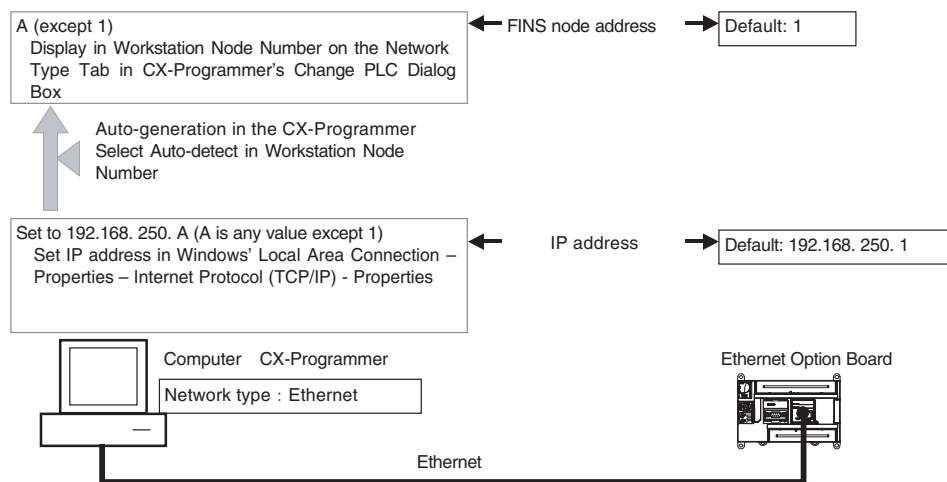 A (except 1)
Display in Workstation Node Number on the Network
Type Tab in CX-Programmer's Change PLC Dialog
Box
FINS node address
Default: 1
Auto-generation in the CX-Programmer
Select Auto-detect in Workstation Node
Number
Set to 192.168. 250. A (A is any value except 1)
Set IP address in Windows' Local Area Connection –
Properties – Internet Protocol (TCP/IP) - Properties
IP address
Default: 192.168. 250. 1
Computer CX-Programmer
Network type : Ethernet
Ethernet Option Board
Ethernet